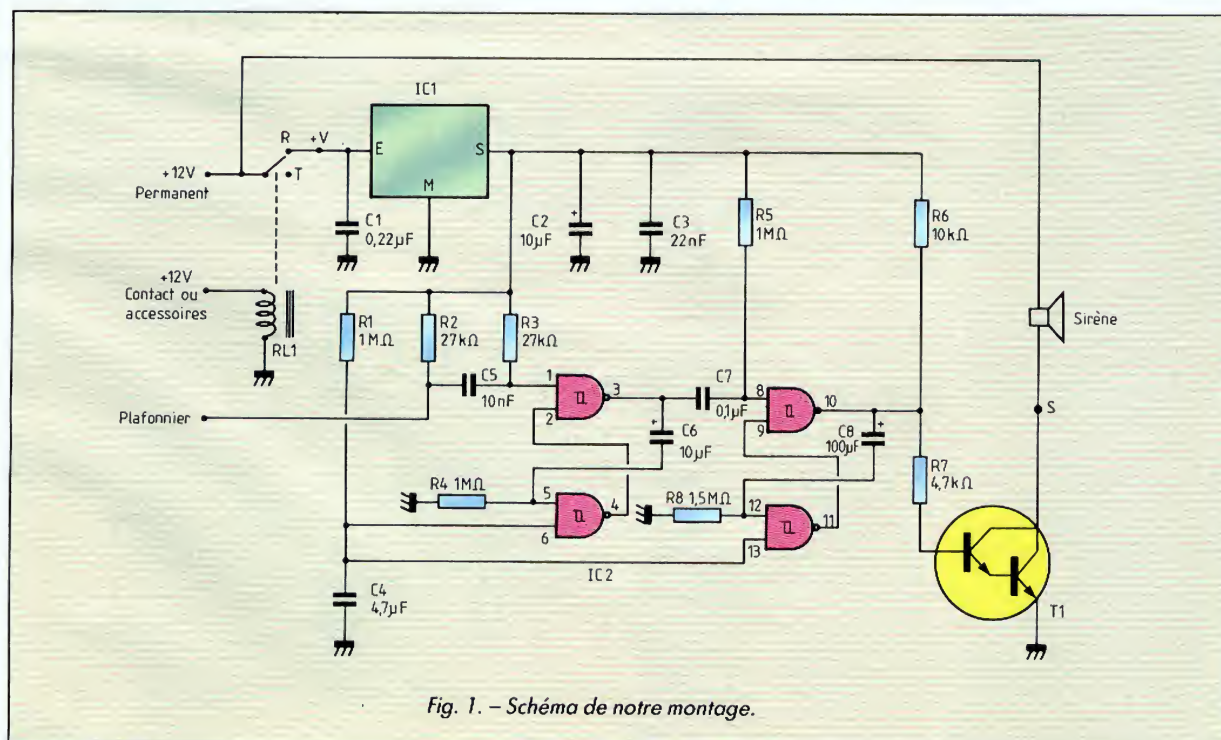 IC1
R
+V
E
S
M
+12V
Permanent
T
C1
0,22µF
C2
10µF
C3
22nF
R5
1MΩ
R6
10kΩ
+12V
Contact ou
accessoires
RL1
R1
1MΩ
R2
27kΩ
R3
27kΩ
Sirène
C5
10nF
1
2
3
C7
0,1µF
8
9
10
S
Plafonnier
C6
10µF
C8
100µF
R7
4,7kΩ
R4 1MΩ
5
6
4
R8 1,5MΩ
12
13
11
IC2
C4
4,7µF
T1
Fig. 1. – Schéma de notre montage.